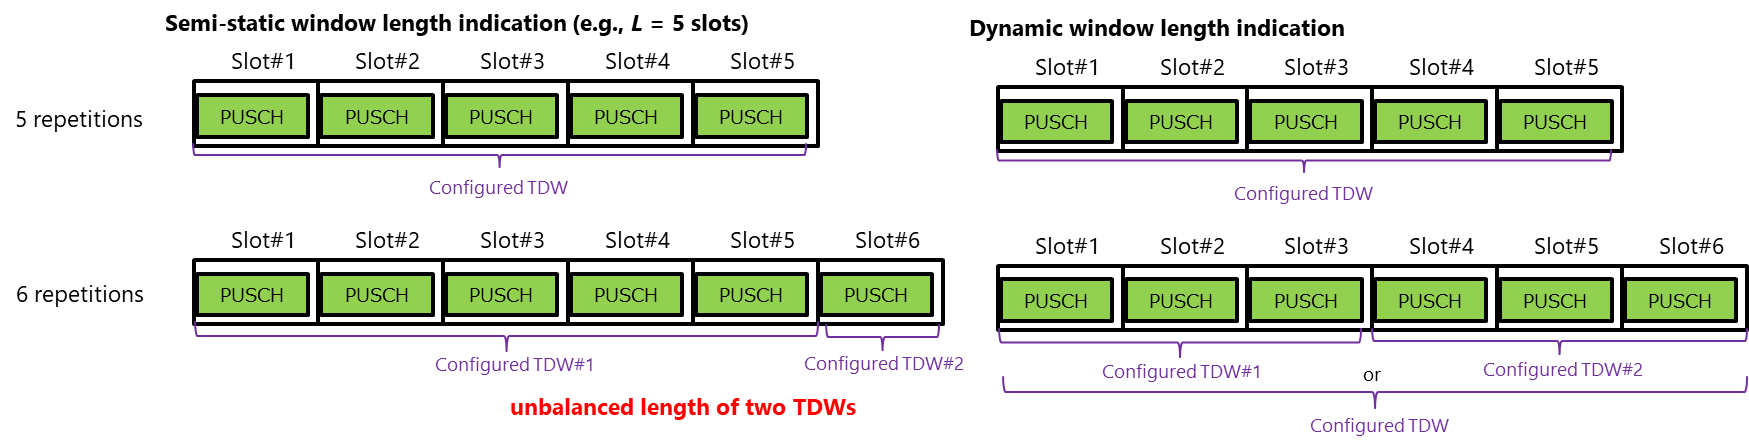 Semi-static window length indication (e.g., L = 5 slots)
Slot#1 Slot#2 Slot#3 Slot#4 Slot#5
5 repetitions
PUSCH PUSCH PUSCH PUSCH PUSCH
Configured TDW
Slot#1 Slot#2 Slot#3 Slot#4 Slot#5 Slot#6
6 repetitions
PUSCH PUSCH PUSCH PUSCH PUSCH PUSCH
Configured TDW#1 Configured TDW#2
unbalanced length of two TDWs
Dynamic window length indication
Slot#1 Slot#2 Slot#3 Slot#4 Slot#5
PUSCH PUSCH PUSCH PUSCH PUSCH
Configured TDW
Slot#1 Slot#2 Slot#3 Slot#4 Slot#5 Slot#6
PUSCH PUSCH PUSCH PUSCH PUSCH PUSCH
Configured TDW#1 or Configured TDW#2
Configured TDW